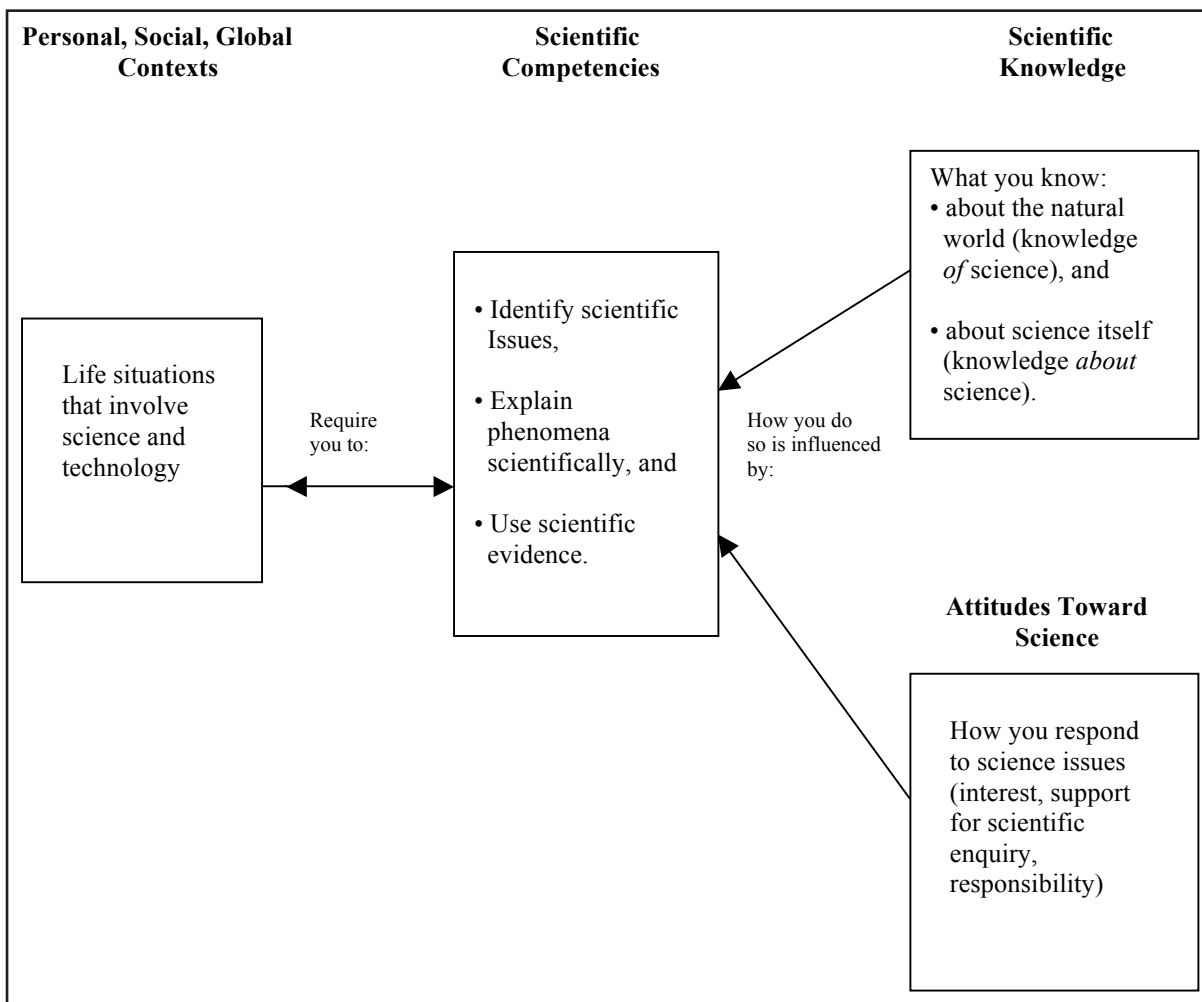 Personal, Social, Global
Contexts
Scientific
Competencies
Scientific
Knowledge
Life situations
that involve
science and
technology
Require
you to:
• Identify scientific
Issues,
• Explain
phenomena
scientifically, and
• Use scientific
evidence.
How you do
so is influenced
by:
What you know:
• about the natural
world (knowledge
of science), and
• about science itself
(knowledge about
science).
Attitudes Toward
Science
How you respond
to science issues
(interest, support
for scientific
enquiry,
responsibility)